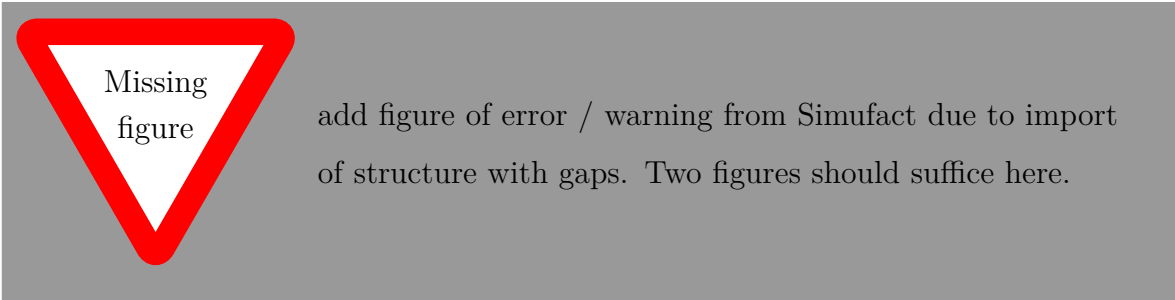 Missing
figure
add figure of error / warning from Simufact due to import
of structure with gaps. Two figures should suffice here.